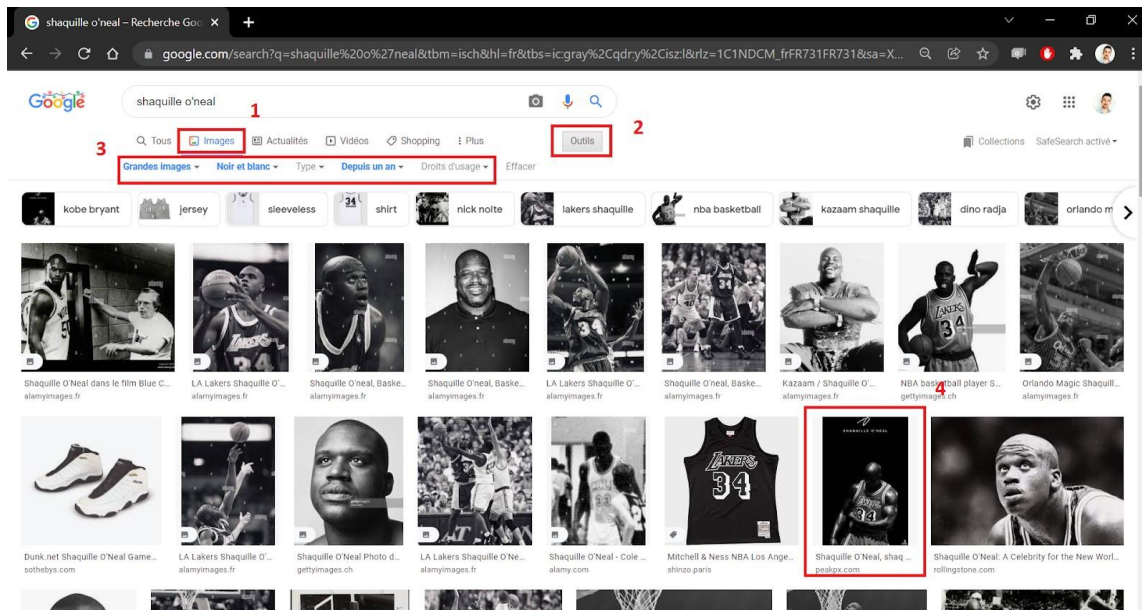 shaquille o'neal – Recherche Goo
google.com/search?q=shaquille%20o%27neal&tbm=isch&hl=fr&tbs=ic:gray%2Cqdr:y%2Cisz:l&rlz=1C1NDCM_frFR731FR731&sa=X...
Google
shaquille o'neal
1
2
3
Tous Images Actualités Vidéos Shopping Plus Outils
Collections SafeSearch activé
Grandes images Noir et blanc Type Depuis un an Droits d'usage Effacer
kobe bryant jersey sleeveless 34 shirt nick nolte lakers shaquille nba basketball kazaam shaquille dino radja orlando m
LAKERS 34
Shaquille O'Neal dans le film Blue C... LA Lakers Shaquille O'... Shaquille O'neal, Baske... Shaquille O'neal, Baske... LA Lakers Shaquille O'... Shaquille O'neal, Baske... Kazaam / Shaquille O'... NBA basketball player S... Orlando Magic Shaquill...
alamyimages.fr alamyimages.fr alamyimages.fr alamyimages.fr alamyimages.fr alamyimages.fr alamyimages.fr gettyimages.ch alamyimages.fr
4
SHAQUILLE O'NEAL
LAKERS 34
Dunk.net Shaquille O'Neal Game... LA Lakers Shaquille O'... Shaquille O'Neal Photo d... LA Lakers Shaquille O'Ne... Shaquille O'Neal - Cole ... Mitchell & Ness NBA Los Ange... Shaquille O'Neal, shaq ... Shaquille O'Neal: A Celebrity for the New Worl...
sothebys.com alamyimages.fr gettyimages.ch alamyimages.fr alamy.com shinzo.paris peakpx.com rollingstone.com